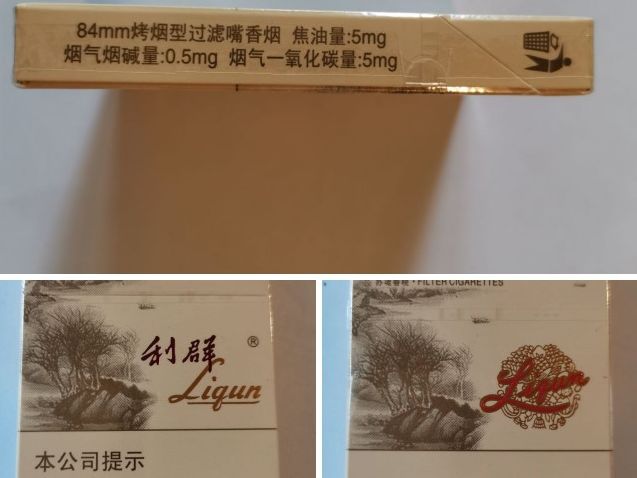 84mm烤烟型过滤嘴香烟 焦油量:5mg
烟气烟碱量:0.5mg 烟气一氧化碳量:5mg
利群 ®
Liqun
本公司提示
FILTER CIGARETTES
Liqun